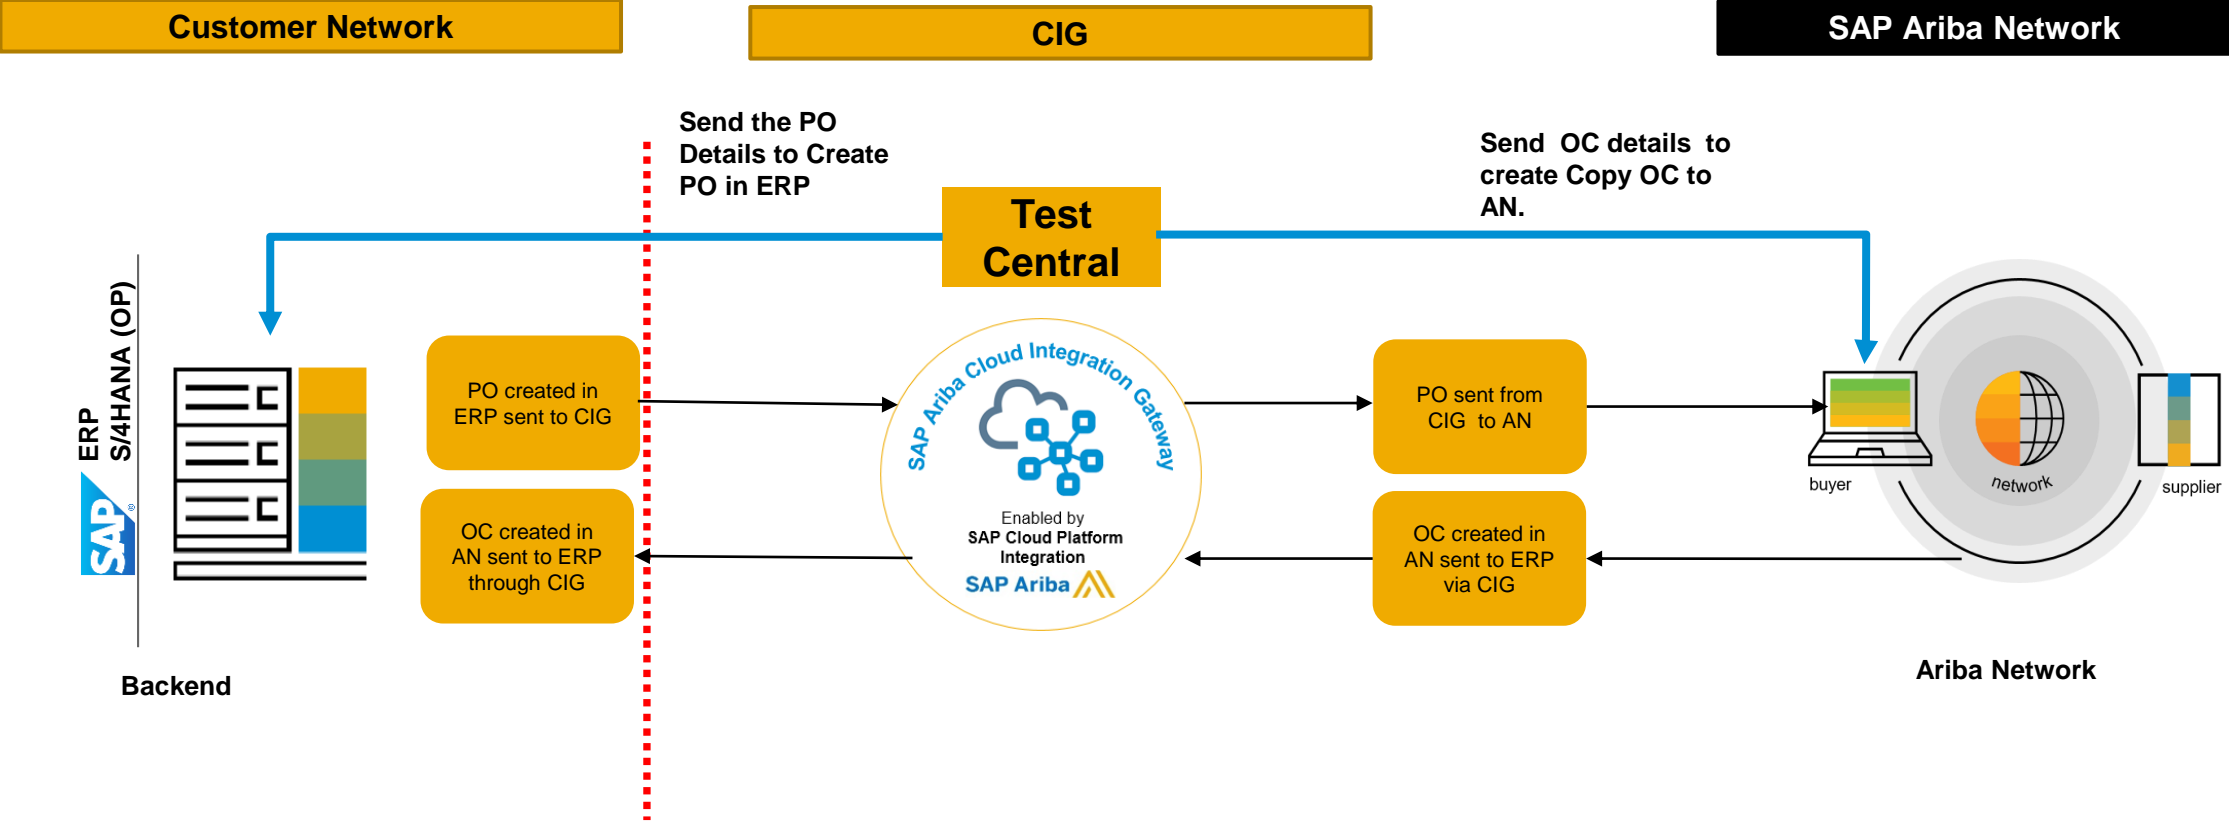 Customer Network
CIG
SAP Ariba Network
Send the PO
Details to Create
PO in ERP
Send  OC details  to
create Copy OC to
AN.
Test
Central
ERP
S/4HANA (OP)
SAP
®
PO created in
ERP sent to CIG
OC created in
AN sent to ERP
through CIG
SAP Ariba Cloud Integration Gateway
Enabled by
SAP Cloud Platform
Integration
SAP Ariba
PO sent from
CIG  to AN
OC created in
AN sent to ERP
via CIG
buyer
network
supplier
Backend
Ariba Network